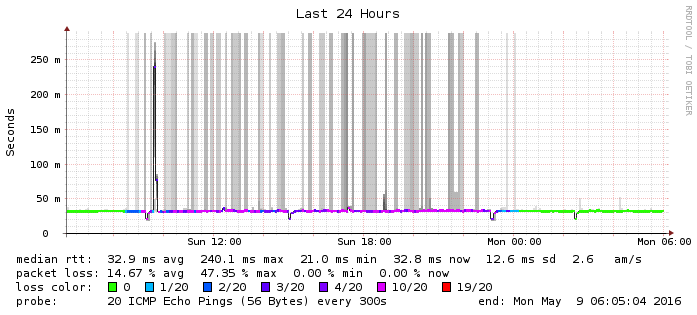 Last 24 Hours
RRDTOOL / TOBI OETIKER
Seconds
250 m
200 m
150 m
100 m
50 m
0
Sun 12:00 Sun 18:00 Mon 00:00 Mon 06:00
median rtt: 32.9 ms avg 240.1 ms max 21.0 ms min 32.8 ms now 12.6 ms sd 2.6 am/s
packet loss: 14.67 % avg 47.35 % max 0.00 % min 0.00 % now
loss color: 0 1/20 2/20 3/20 4/20 10/20 19/20
probe: 20 ICMP Echo Pings (56 Bytes) every 300s end: Mon May 9 06:05:04 2016